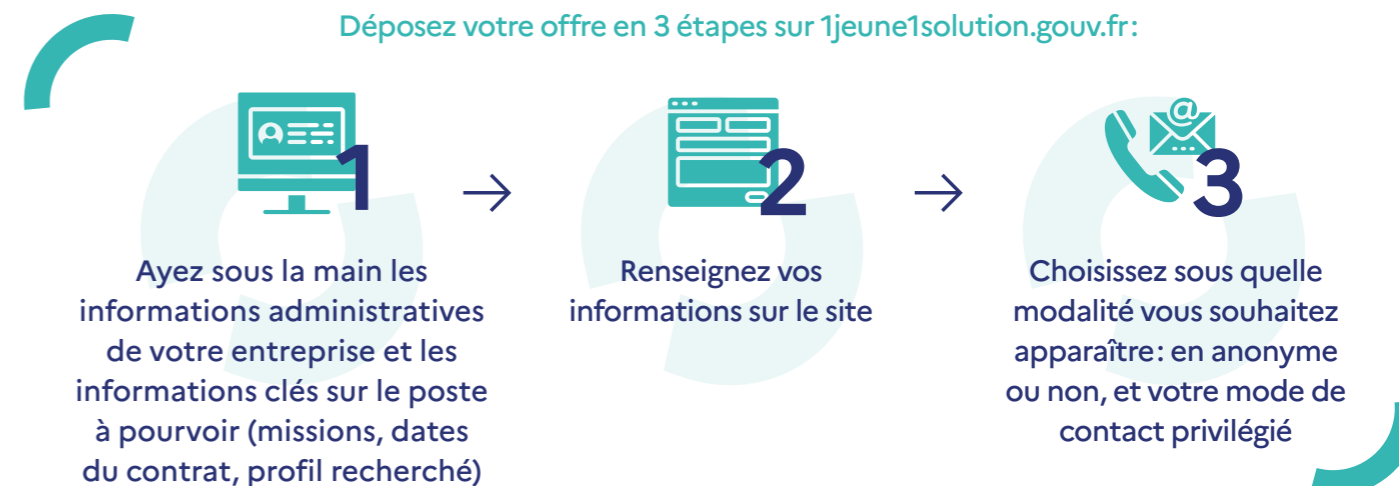 Déposez votre offre en 3 étapes sur 1jeune1solution.gouv.fr:
1
Ayez sous la main les
informations administratives
de votre entreprise et les
informations clés sur le poste
à pourvoir (missions, dates
du contrat, profil recherché)
2
Renseignez vos
informations sur le site
@
3
Choisissez sous quelle
modalité vous souhaitez
apparaître: en anonyme
ou non, et votre mode de
contact privilégié